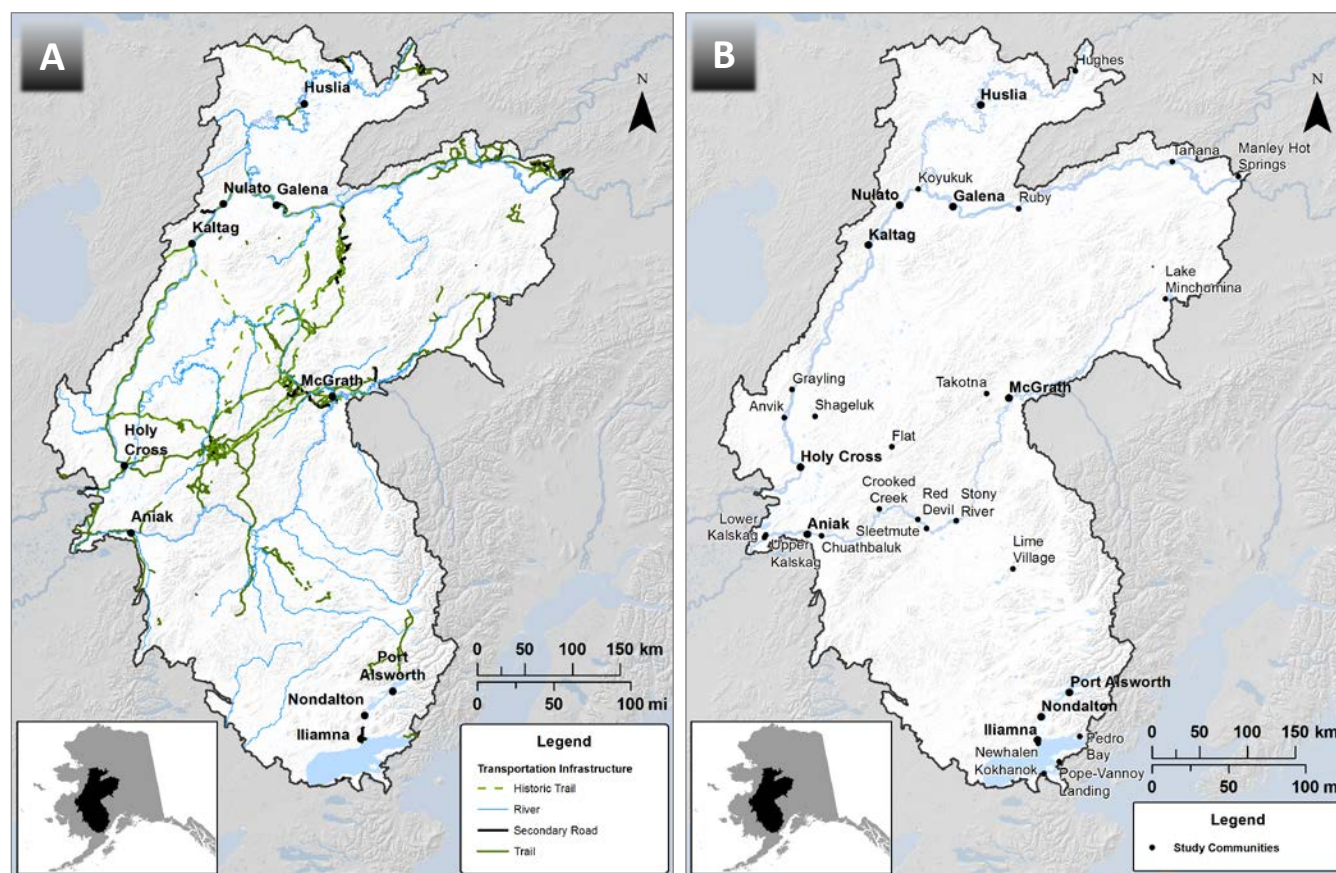 A
N
Huslia
Nulato
Galena
Kaltag
McGrath
Holy
Cross
Aniak
Port
Alsworth
Nondalton
Iliamna
0 50 100 150 km
0 50 100 mi
Legend
Transportation Infrastructure
Historic Trail
River
Secondary Road
Trail
B
N
Hughes
Huslia
Tanana
Manley Hot
Springs
Koyukuk
Nulato
Galena
Ruby
Kaltag
Lake
Minchomina
Grayling
Takotna
McGrath
Anvik
Shageluk
Flat
Holy Cross
Crooked
Creek
Red
Devil
Stony
River
Lower
Kalskag
Aniak
Sleetmute
Upper
Kalskag
Chuathbaluk
Lime
Village
Port Alsworth
Nondalton
Iliamna
Newhalen
Pedro
Bay
Kokhanok
Pope-Vannoy
Landing
0 50 100 150 km
0 50 100 mi
Legend
Study Communities